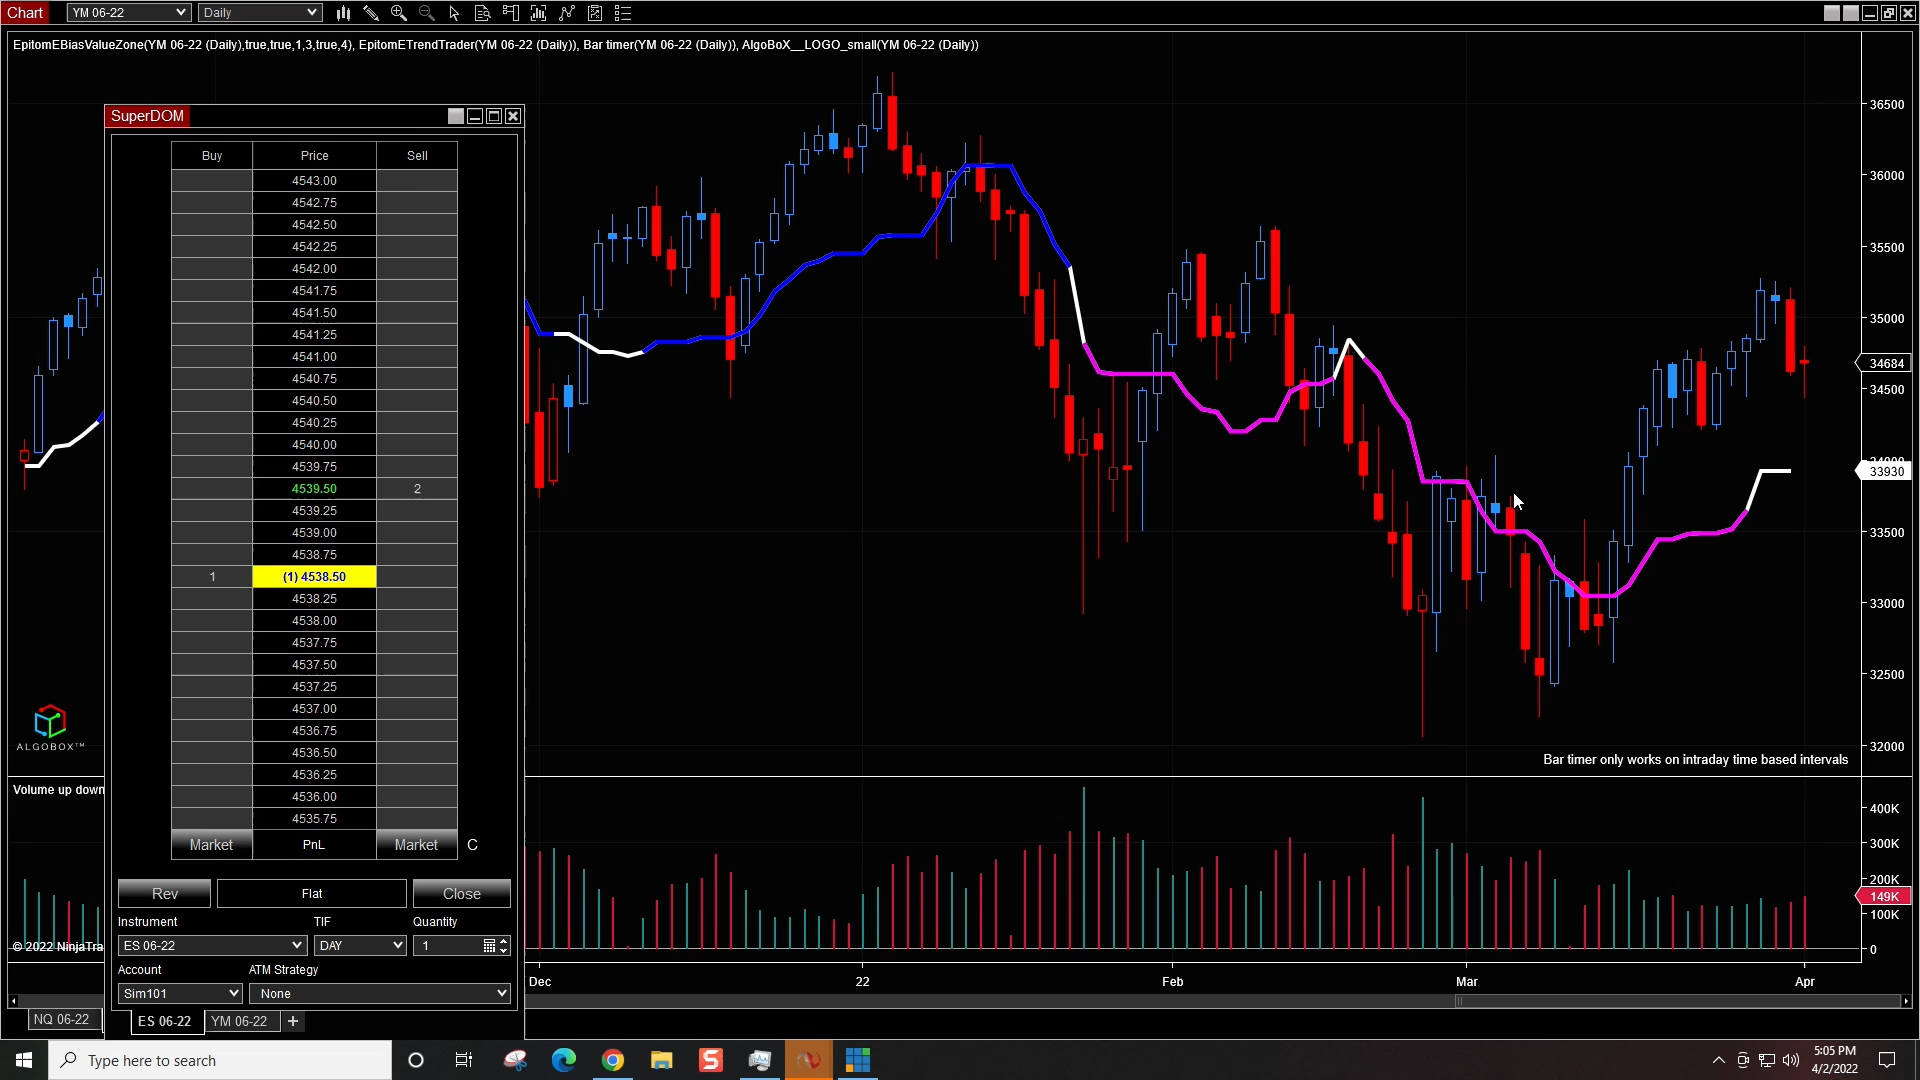 Chart
YM 06-22
Daily
EpitomEBiasValueZone(YM 06-22 (Daily),true,true,1,3,true,4), EpitomETrendTrader(YM 06-22 (Daily)), Bar timer(YM 06-22 (Daily)), AlgoBoX__LOGO_small(YM 06-22 (Daily))
SuperDOM
Buy Price Sell
4543.00
4542.75
4542.50
4542.25
4542.00
4541.75
4541.50
4541.25
4541.00
4540.75
4540.50
4540.25
4540.00
4539.75
4539.50 2
4539.25
4539.00
4538.75
1 (1) 4538.50
4538.25
4538.00
4537.75
4537.50
4537.25
4537.00
4536.75
4536.50
4536.25
4536.00
4535.75
Market PnL Market C
Rev Flat Close
Instrument TIF Quantity
ES 06-22 DAY 1
Account ATM Strategy
Sim101 None
ES 06-22 YM 06-22 +
NQ 06-22
ALGOBOX™
Volume up down
© 2022 NinjaTra
36500
36000
35500
35000
34684
34500
34000
33930
33500
33000
32500
32000
Bar timer only works on intraday time based intervals
400K
300K
200K
149K
100K
0
Dec 22 Feb Mar Apr
Type here to search
5:05 PM
4/2/2022